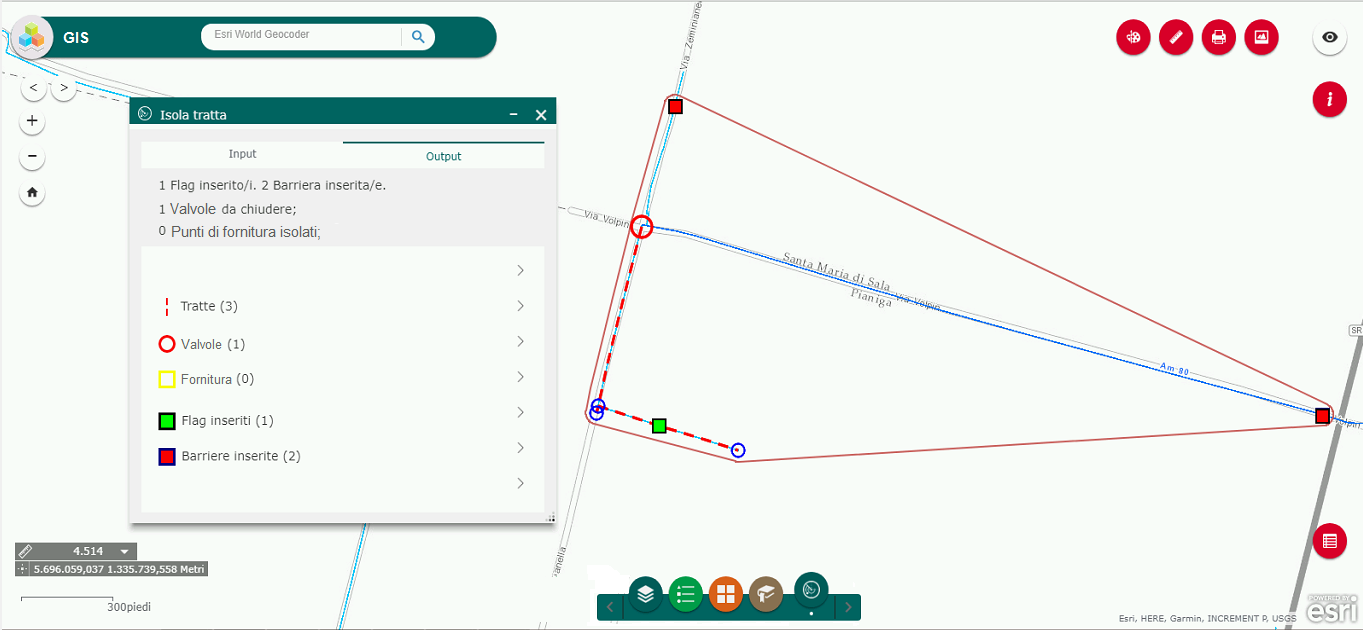 GIS
Esri World Geocoder
<
>
+
−
Isola tratta
Input
Output
1 Flag inserito/i. 2 Barriera inserita/e.
1 Valvole da chiudere;
0 Punti di fornitura isolati;
Tratte (3)
Valvole (1)
Fornitura (0)
Flag inseriti (1)
Barriere inserite (2)
Via Zeminiane
Via Volpin
Santa Maria di Sala
Pianiga
Via Volpin
Am 80
SR
4.514
5.696.059,037 1.335.739,558 Metri
300piedi
Esri, HERE, Garmin, INCREMENT P, USGS
POWERED BY
esri